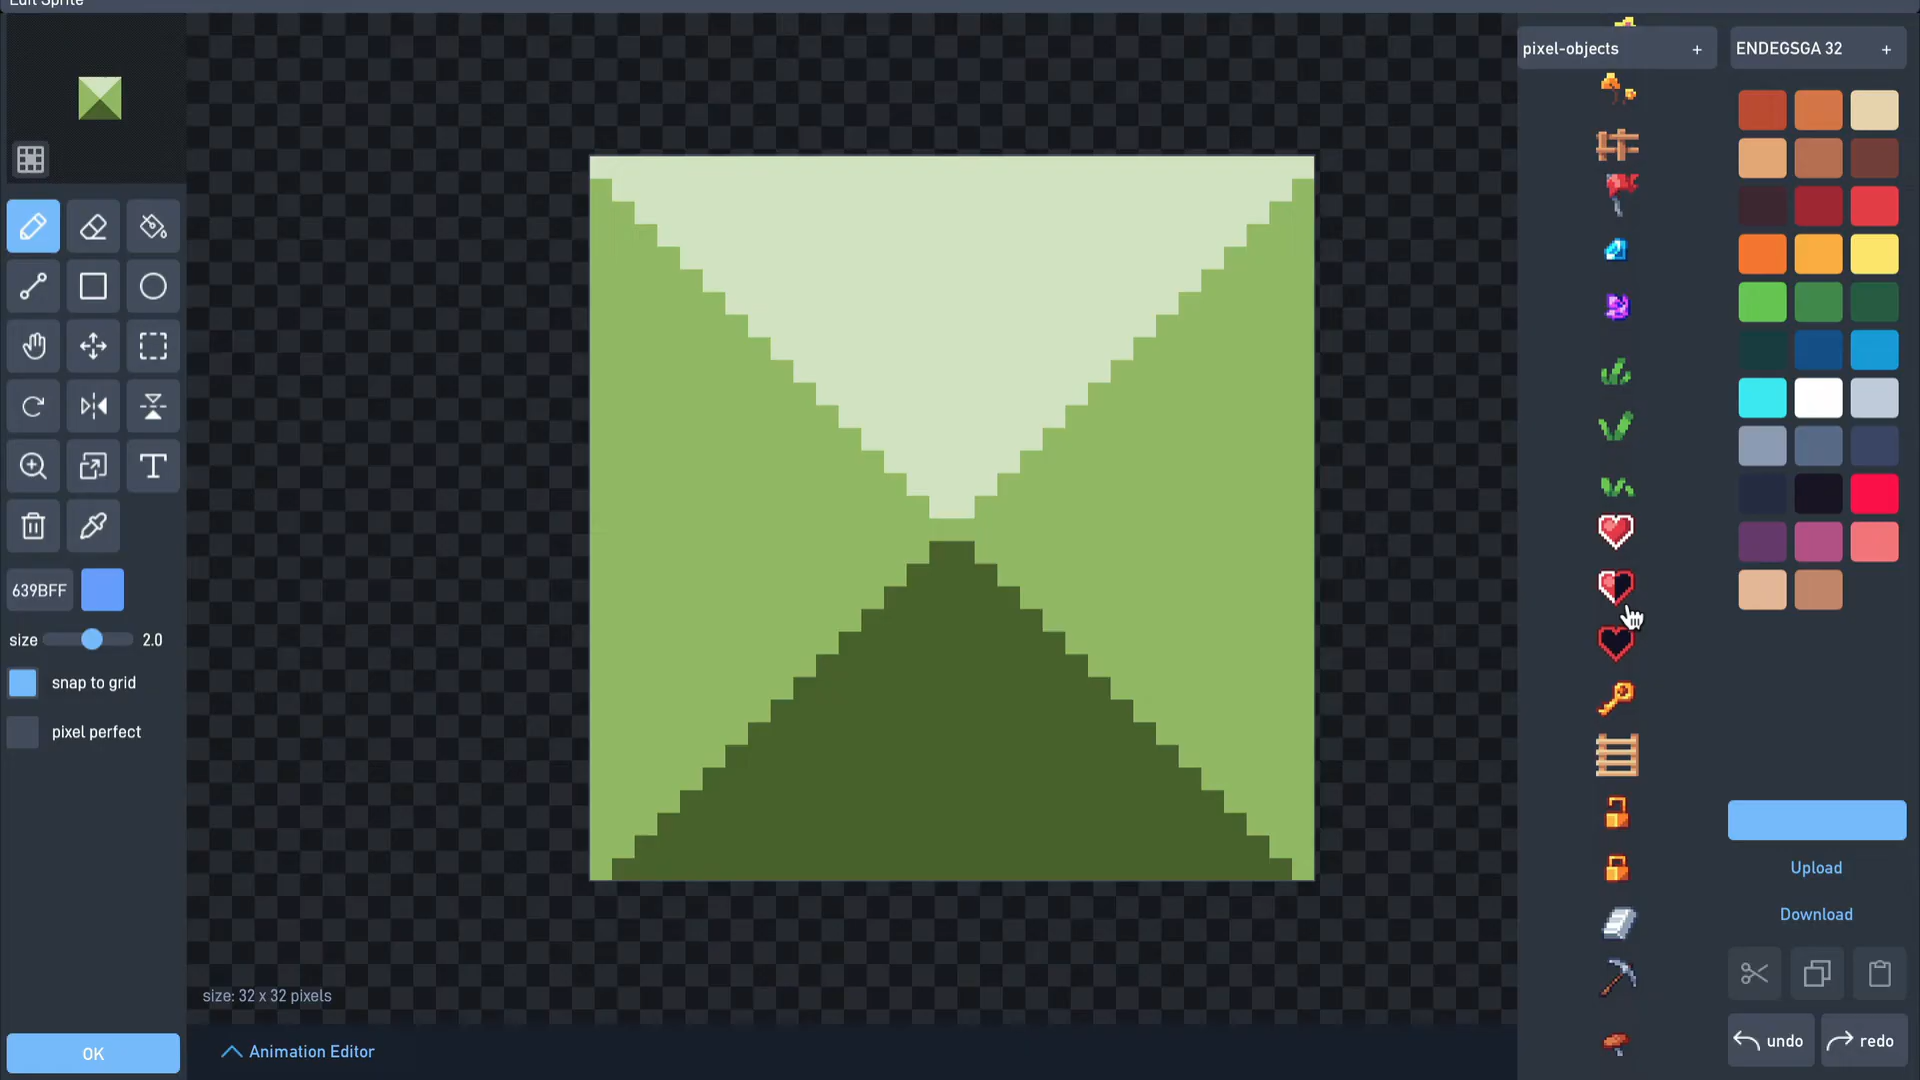 Edit Sprite
pixel-objects +
ENDEGSGA 32 +
639BFF
size 2.0
snap to grid
pixel perfect
size: 32 x 32 pixels
OK
Animation Editor
Upload
Download
undo
redo